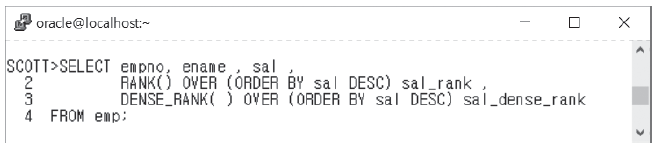 oracle@localhost:~
SCOTT>SELECT empno, ename , sal ,
2 RANK() OVER (ORDER BY sal DESC) sal_rank ,
3 DENSE_RANK( ) OVER (ORDER BY sal DESC) sal_dense_rank
4 FROM emp;